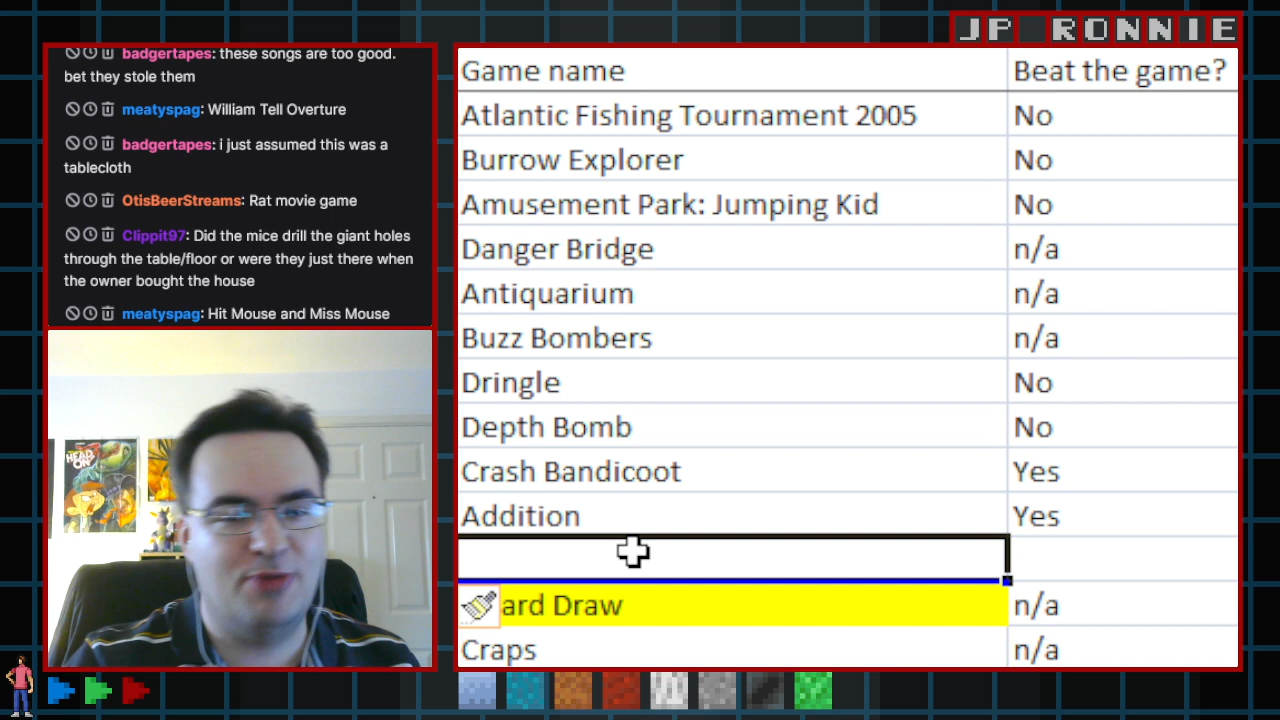 JP RONNIE
badgertapes: these songs are too good.
bet they stole them
meatyspag: William Tell Overture
badgertapes: i just assumed this was a
tablecloth
OtisBeerStreams: Rat movie game
Clippit97: Did the mice drill the giant holes
through the table/floor or were they just there when
the owner bought the house
meatyspag: Hit Mouse and Miss Mouse
HEAD
ON
Game name Beat the game?
Atlantic Fishing Tournament 2005 No
Burrow Explorer No
Amusement Park: Jumping Kid No
Danger Bridge n/a
Antiquarium n/a
Buzz Bombers n/a
Dringle No
Depth Bomb No
Crash Bandicoot Yes
Addition Yes
ard Draw n/a
Craps n/a